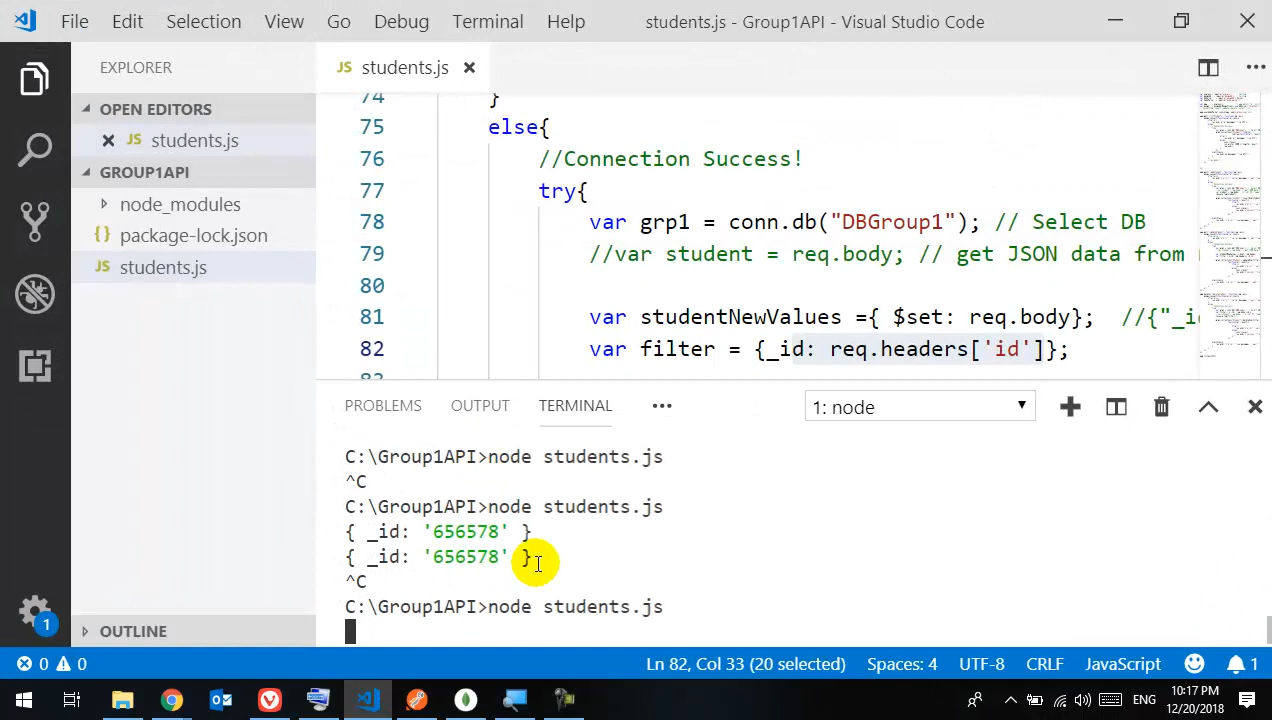 File Edit Selection View Go Debug Terminal Help students.js - Group1API - Visual Studio Code
EXPLORER
JS students.js
OPEN EDITORS
JS students.js
GROUP1API
node_modules
{} package-lock.json
JS students.js
OUTLINE
74 }
75 else{
76 //Connection Success!
77 try{
78 var grp1 = conn.db("DBGroup1"); // Select DB
79 //var student = req.body; // get JSON data from
80
81 var studentNewValues ={ $set: req.body}; //{"_i
82 var filter = {_id: req.headers['id']};
PROBLEMS OUTPUT TERMINAL ••• 1: node
C:\Group1API>node students.js
^C
C:\Group1API>node students.js
{ _id: '656578' }
{ _id: '656578' }
^C
C:\Group1API>node students.js
1
0 0 Ln 82, Col 33 (20 selected) Spaces: 4 UTF-8 CRLF JavaScript 1
ENG 10:17 PM
12/20/2018